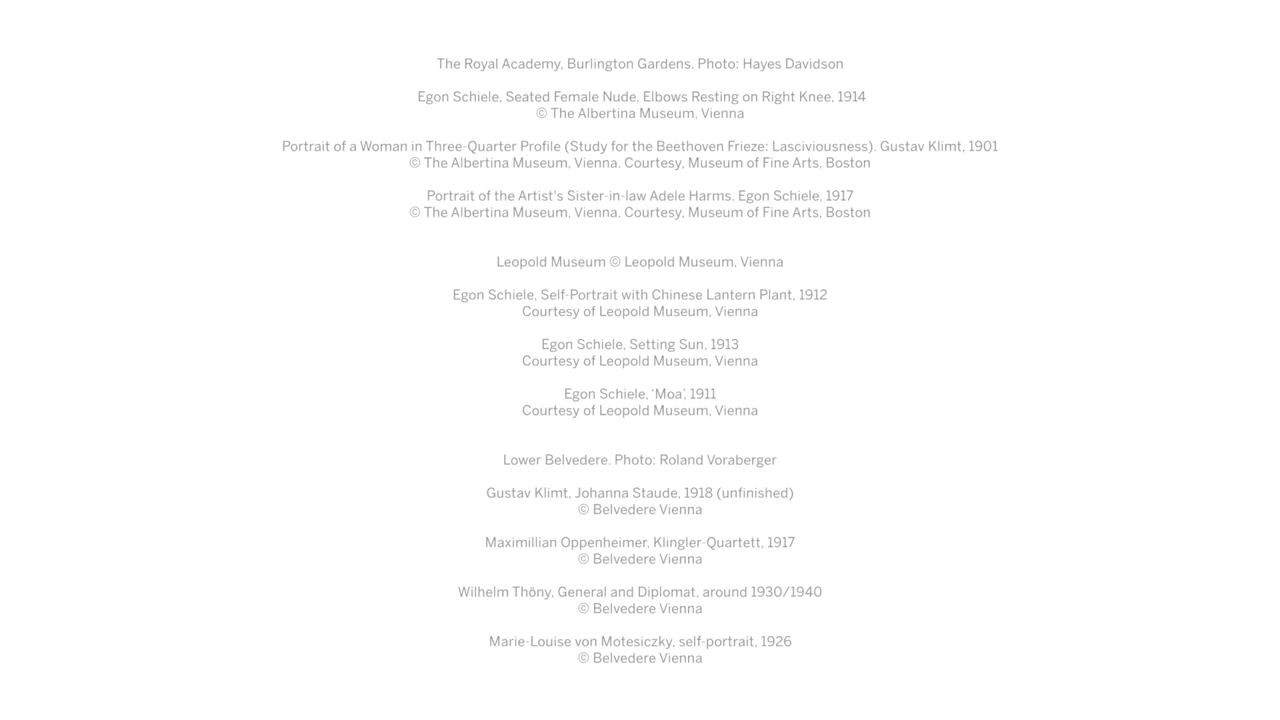 The Royal Academy, Burlington Gardens. Photo: Hayes Davidson
Egon Schiele, Seated Female Nude, Elbows Resting on Right Knee, 1914
© The Albertina Museum, Vienna
Portrait of a Woman in Three-Quarter Profile (Study for the Beethoven Frieze: Lasciviousness). Gustav Klimt, 1901
© The Albertina Museum, Vienna. Courtesy, Museum of Fine Arts, Boston
Portrait of the Artist's Sister-in-law Adele Harms. Egon Schiele, 1917
© The Albertina Museum, Vienna. Courtesy, Museum of Fine Arts, Boston
Leopold Museum © Leopold Museum, Vienna
Egon Schiele, Self-Portrait with Chinese Lantern Plant, 1912
Courtesy of Leopold Museum, Vienna
Egon Schiele, Setting Sun, 1913
Courtesy of Leopold Museum, Vienna
Egon Schiele, ‘Moa’, 1911
Courtesy of Leopold Museum, Vienna
Lower Belvedere. Photo: Roland Voraberger
Gustav Klimt, Johanna Staude, 1918 (unfinished)
© Belvedere Vienna
Maximillian Oppenheimer, Klingler-Quartett, 1917
© Belvedere Vienna
Wilhelm Thöny, General and Diplomat, around 1930/1940
© Belvedere Vienna
Marie-Louise von Motesiczky, self-portrait, 1926
© Belvedere Vienna